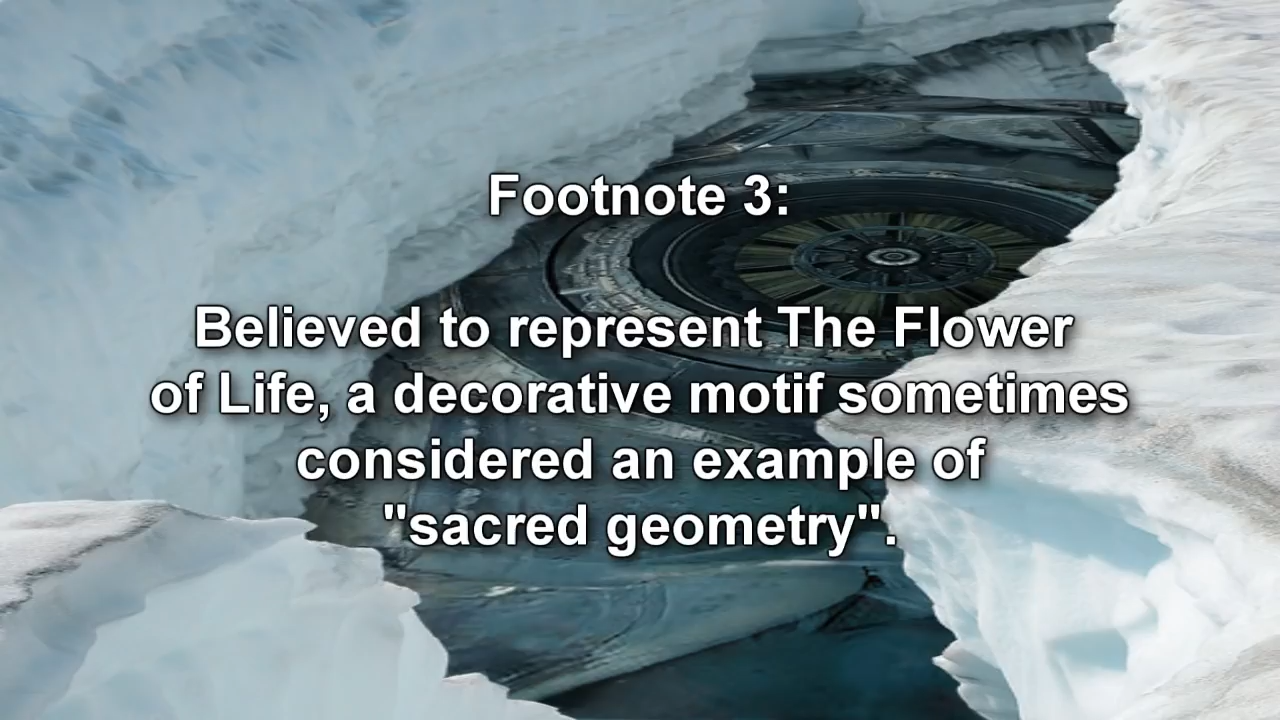 Footnote 3:
Believed to represent The Flower
of Life, a decorative motif sometimes
considered an example of
"sacred geometry".